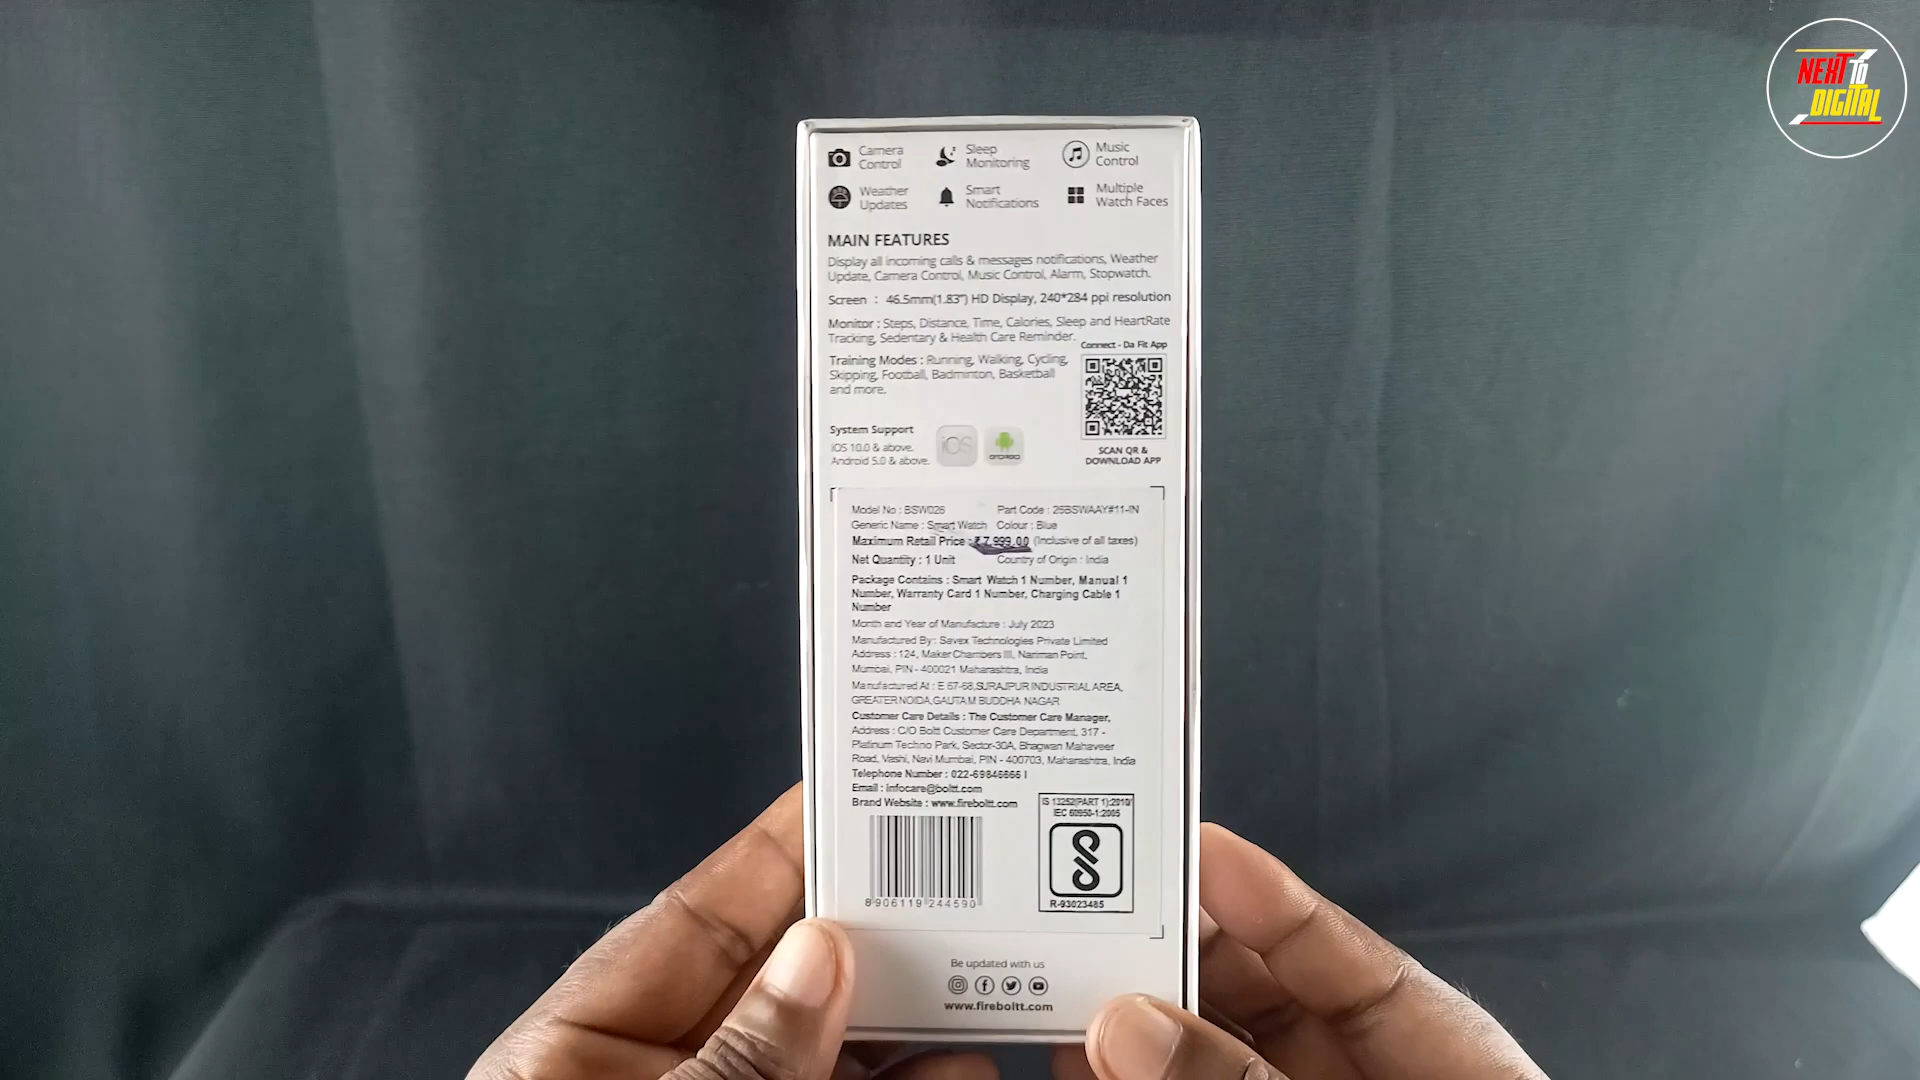 NEXT TO
DIGITAL
Camera
Control
Sleep
Monitoring
Music
Control
Weather
Updates
Smart
Notifications
Multiple
Watch Faces
MAIN FEATURES
Display all incoming calls & messages notifications, Weather
Update, Camera Control, Music Control, Alarm, Stopwatch.
Screen : 46.5mm(1.83") HD Display, 240*284 ppi resolution
Monitor : Steps, Distance, Time, Calories, Sleep and HeartRate
Tracking, Sedentary & Health Care Reminder.
Connect - Da Fit App
Training Modes : Running, Walking, Cycling,
Skipping, Football, Badminton, Basketball
and more.
System Support
iOS 10.0 & above.
Android 5.0 & above.
iOS
ANDROID
SCAN QR &
DOWNLOAD APP
Model No : BSW026 Part Code : 26BSWAAY#11-IN
Generic Name : Smart Watch Colour : Blue
Maximum Retail Price : ₹ 7,999.00 (Inclusive of all taxes)
Net Quantity : 1 Unit Country of Origin : India
Package Contains : Smart Watch 1 Number, Manual 1
Number, Warranty Card 1 Number, Charging Cable 1
Number
Month and Year of Manufacture : July 2023
Manufactured By : Savex Technologies Private Limited
Address : 124, Maker Chambers III, Nariman Point,
Mumbai, PIN - 400021 Maharashtra, India
Manufactured At : E 67-68,SURAJPUR INDUSTRIAL AREA,
GREATER NOIDA,GAUTAM BUDDHA NAGAR
Customer Care Details : The Customer Care Manager,
Address : C/O Boltt Customer Care Department, 317 -
Platinum Techno Park, Sector-30A, Bhagwan Mahaveer
Road, Vashi, Navi Mumbai, PIN - 400703, Maharashtra, India
Telephone Number : 022-69846666 I
Email : infocare@boltt.com
Brand Website : www.fireboltt.com
IS 13252(PART 1):2010/
IEC 60950-1:2005
8 906119 244590
R-93023485
Be updated with us
www.fireboltt.com